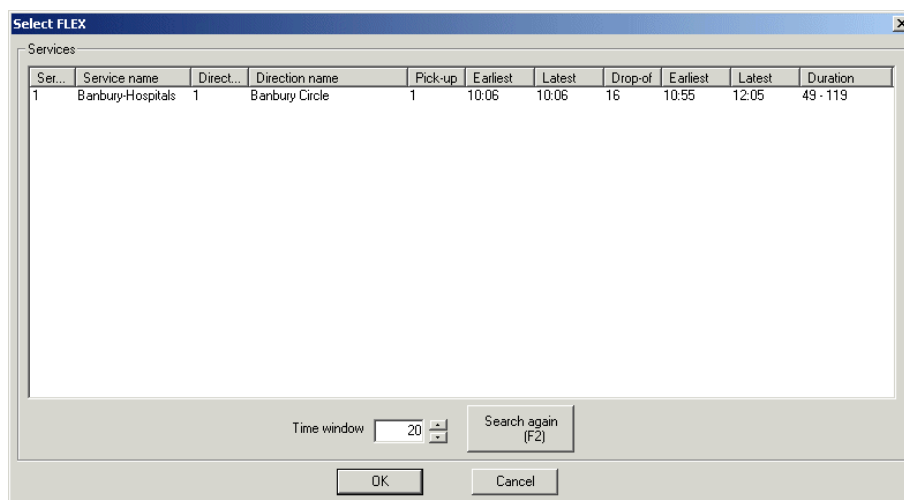 Select FLEX
Services
Ser... Service name Direct... Direction name Pick-up Earliest Latest Drop-of Earliest Latest Duration
1 Banbury-Hospitals 1 Banbury Circle 1 10:06 10:06 16 10:55 12:05 49 - 119
Time window 20 Search again
(F2)
OK Cancel